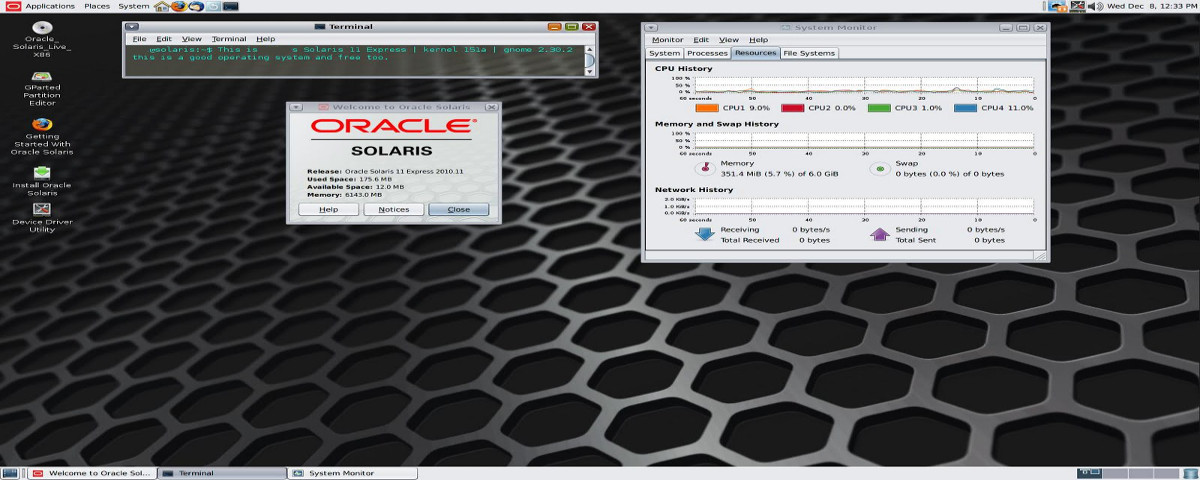 Applications Places System
Wed Dec 8, 12:33 PM
Oracle_
Solaris_Live_
X86
GParted
Partition
Editor
Getting
Started With
Oracle Solaris
Install Oracle
Solaris
Device Driver
Utility
Terminal
File Edit View Terminal Help
@solaris:~$ This is s Solaris 11 Express | kernel 151a | gnome 2.30.2
this is a good operating system and free too.
Welcome to Oracle Solaris
ORACLE®
SOLARIS
Release: Oracle Solaris 11 Express 2010.11
Used Space: 175.6 MB
Available Space: 12.0 MB
Memory: 6143.0 MB
Help Notices Close
System Monitor
Monitor Edit View Help
System Processes Resources File Systems
CPU History
100 %
50 %
0 %
60 seconds 50 40 30 20 10 0
CPU1 9.0% CPU2 0.0% CPU3 1.0% CPU4 11.0%
Memory and Swap History
100 %
50 %
0 %
60 seconds 50 40 30 20 10 0
Memory Swap
351.4 MiB (5.7 %) of 6.0 GiB 0 bytes (0.0 %) of 0 bytes
Network History
2.0 KiB/s
1.0 KiB/s
0.0 KiB/s
60 seconds 50 40 30 20 10 0
Receiving 0 bytes/s Sending 0 bytes/s
Total Received 0 bytes Total Sent 0 bytes
Welcome to Oracle Sol... Terminal System Monitor